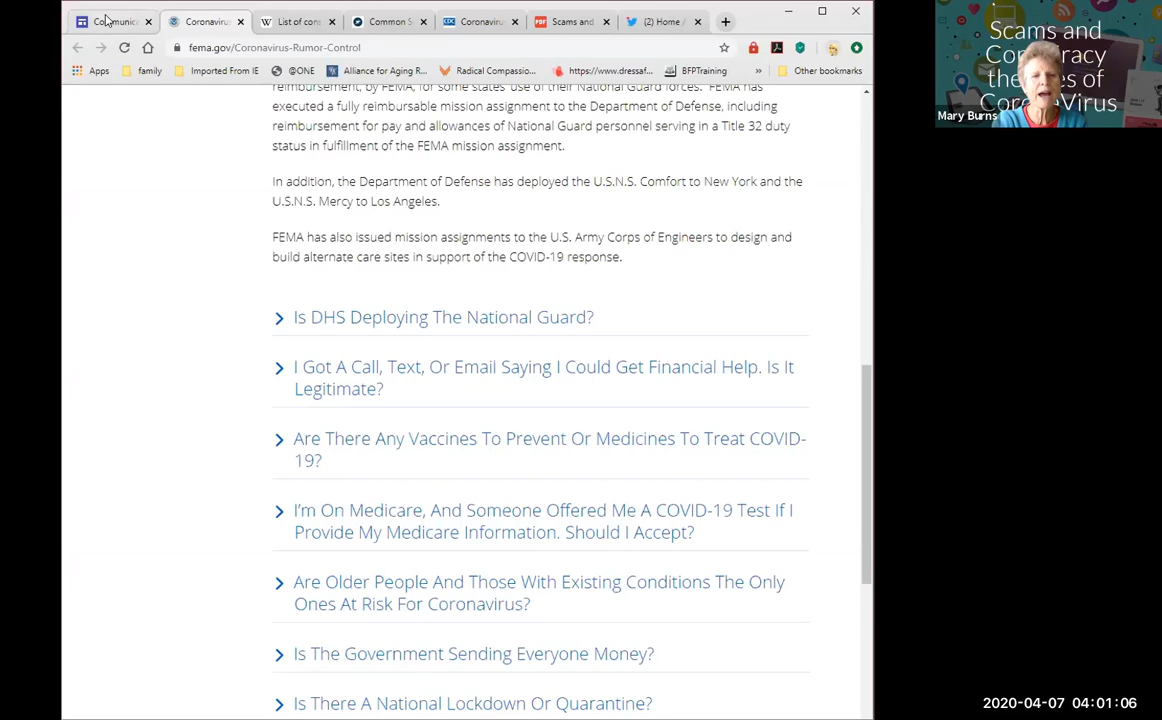 Communic
Coronavirus
List of cons
Common S
Coronavirus
Scams and
(2) Home /
fema.gov/Coronavirus-Rumor-Control
Apps
family
Imported From IE
@ONE
Alliance for Aging R...
Radical Compassio...
https://www.dressaf...
BFPTraining
»
Other bookmarks
reimbursement, by FEMA, for some states' use of their National Guard forces. FEMA has
executed a fully reimbursable mission assignment to the Department of Defense, including
reimbursement for pay and allowances of National Guard personnel serving in a Title 32 duty
status in fulfillment of the FEMA mission assignment.
In addition, the Department of Defense has deployed the U.S.N.S. Comfort to New York and the
U.S.N.S. Mercy to Los Angeles.
FEMA has also issued mission assignments to the U.S. Army Corps of Engineers to design and
build alternate care sites in support of the COVID-19 response.
Is DHS Deploying The National Guard?
I Got A Call, Text, Or Email Saying I Could Get Financial Help. Is It
Legitimate?
Are There Any Vaccines To Prevent Or Medicines To Treat COVID-
19?
I'm On Medicare, And Someone Offered Me A COVID-19 Test If I
Provide My Medicare Information. Should I Accept?
Are Older People And Those With Existing Conditions The Only
Ones At Risk For Coronavirus?
Is The Government Sending Everyone Money?
Is There A National Lockdown Or Quarantine?
Scams and
Virus
Mary Burns
2020-04-07 04:01:06